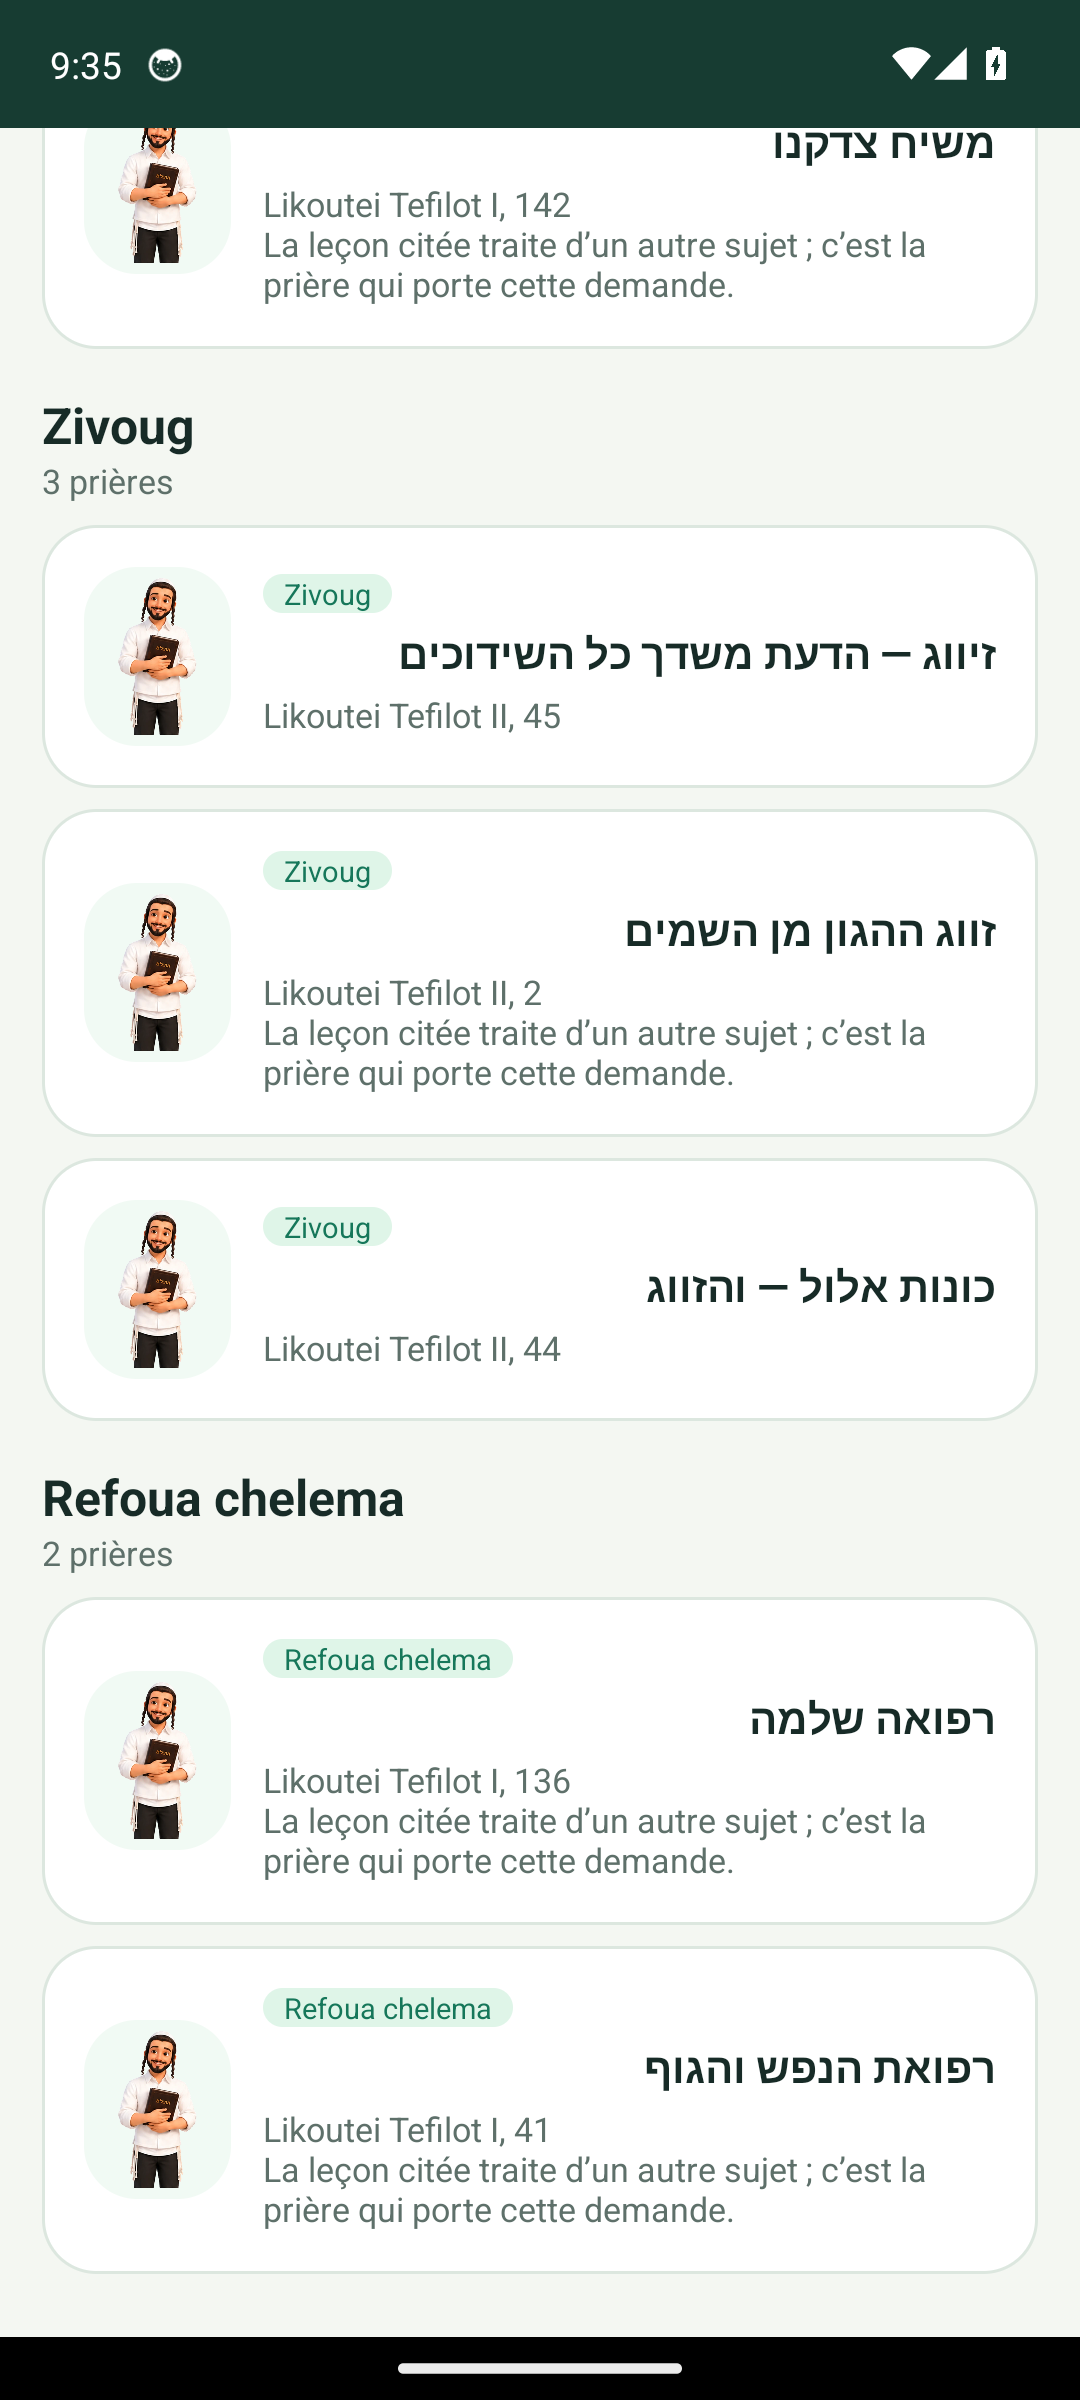 9:35
משיח צדקנו
Likoutei Tefilot I, 142
La leçon citée traite d’un autre sujet ; c’est la
prière qui porte cette demande.
Zivoug
3 prières
Zivoug
זיווג – הדעת משדך כל השידוכים
Likoutei Tefilot II, 45
Zivoug
זווג ההגון מן השמים
Likoutei Tefilot II, 2
La leçon citée traite d’un autre sujet ; c’est la
prière qui porte cette demande.
Zivoug
כונות אלול – והזווג
Likoutei Tefilot II, 44
Refoua chelema
2 prières
Refoua chelema
רפואה שלמה
Likoutei Tefilot I, 136
La leçon citée traite d’un autre sujet ; c’est la
prière qui porte cette demande.
Refoua chelema
רפואת הנפש והגוף
Likoutei Tefilot I, 41
La leçon citée traite d’un autre sujet ; c’est la
prière qui porte cette demande.